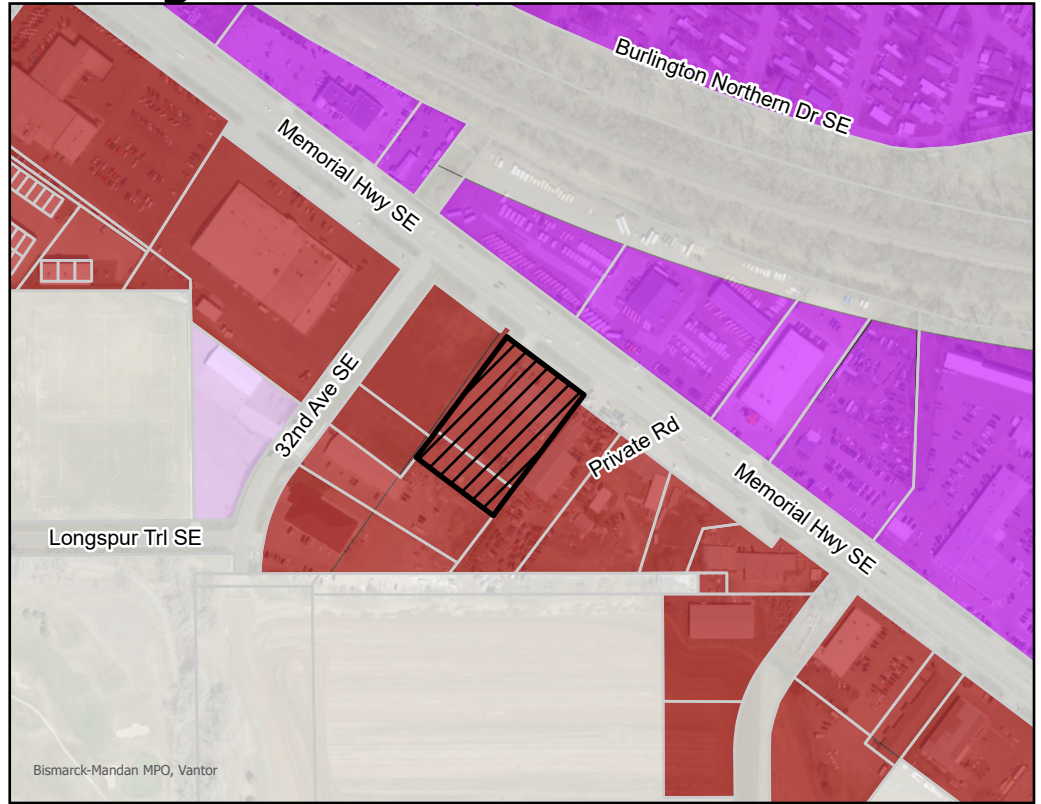 Burlington Northern Dr SE
Memorial Hwy SE
32nd Ave SE
Private Rd
Memorial Hwy SE
Longspur Trl SE
Bismarck-Mandan MPO, Vantor